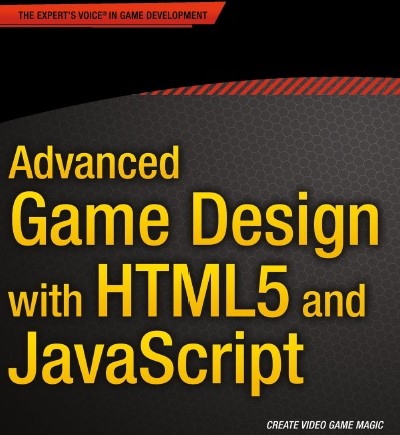 THE EXPERT'S VOICE® IN GAME DEVELOPMENT
Advanced
Game Design
with HTML5 and
JavaScript
CREATE VIDEO GAME MAGIC